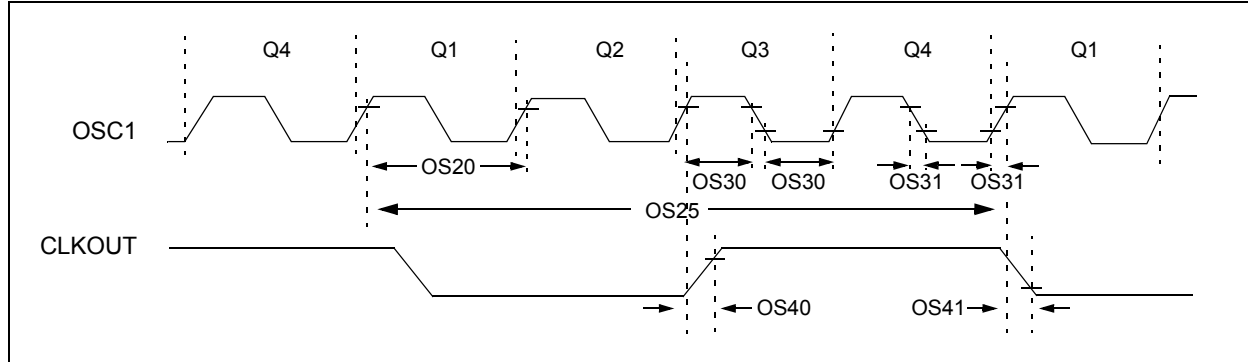 Q4 Q1 Q2 Q3 Q4 Q1
OSC1
OS20
OS30 OS30 OS31 OS31
OS25
CLKOUT
OS40 OS41